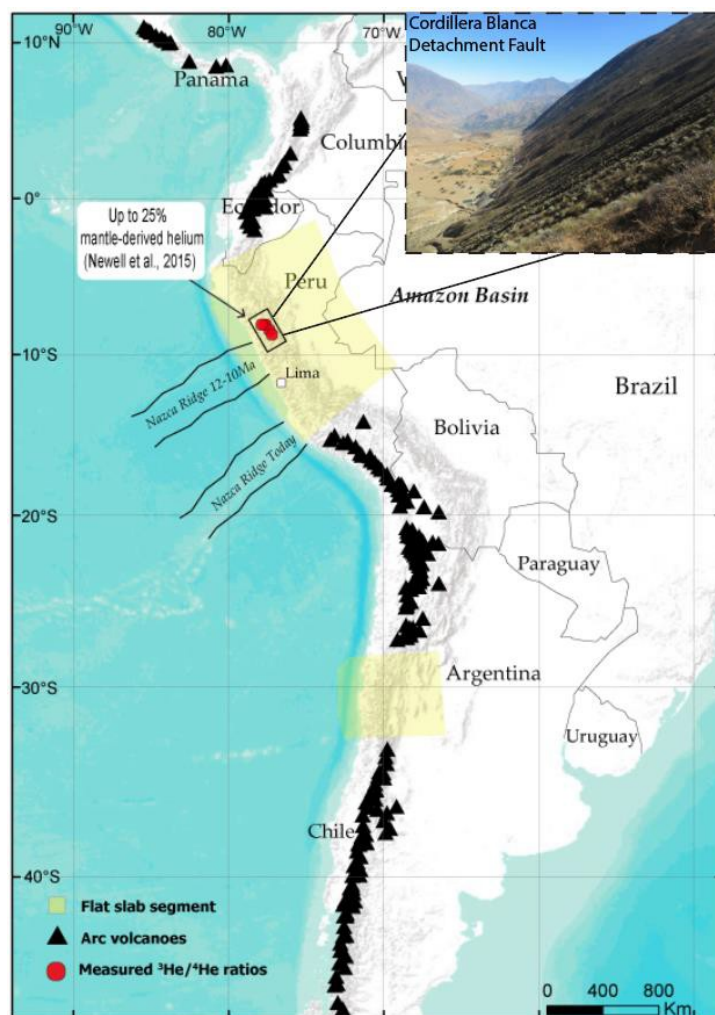 90°W
80°W
70°W
Cordillera Blanca
Detachment Fault
10°N
Panama
V
Columbi
0°
Ecuador
Up to 25%
mantle-derived helium
(Newell et al., 2015)
Peru
Amazon Basin
10°S
Lima
Brazil
Nazca Ridge 12-10Ma
Bolivia
Nazca Ridge Today
20°S
Paraguay
30°S
Argentina
Uruguay
Chile
40°S
Flat slab segment
Arc volcanoes
Measured ³He/⁴He ratios
0 400 800
Km